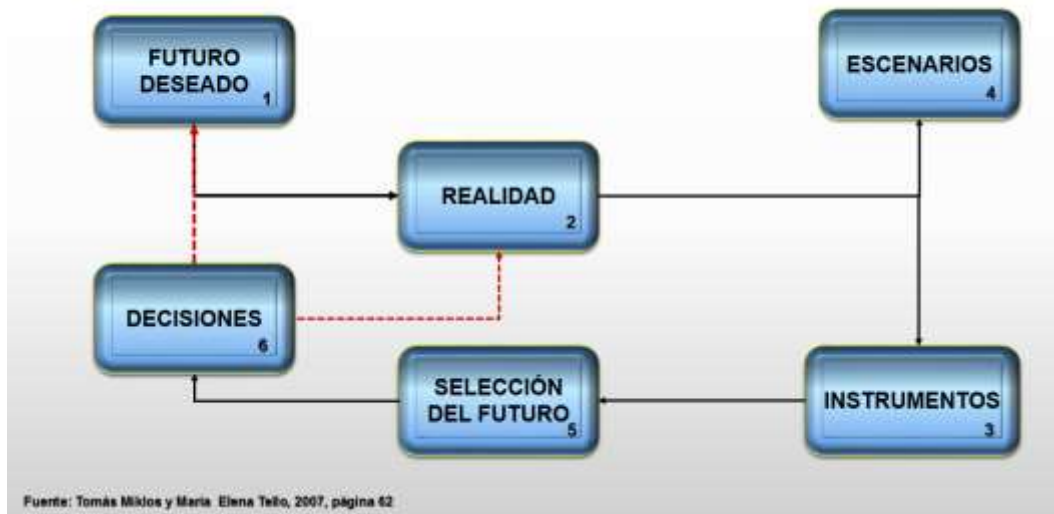 FUTURO
DESEADO
1
ESCENARIOS
4
REALIDAD
2
DECISIONES
6
SELECCIÓN
DEL FUTURO
5
INSTRUMENTOS
3
Fuente: Tomás Miklos y María Elena Tello, 2007, página 62